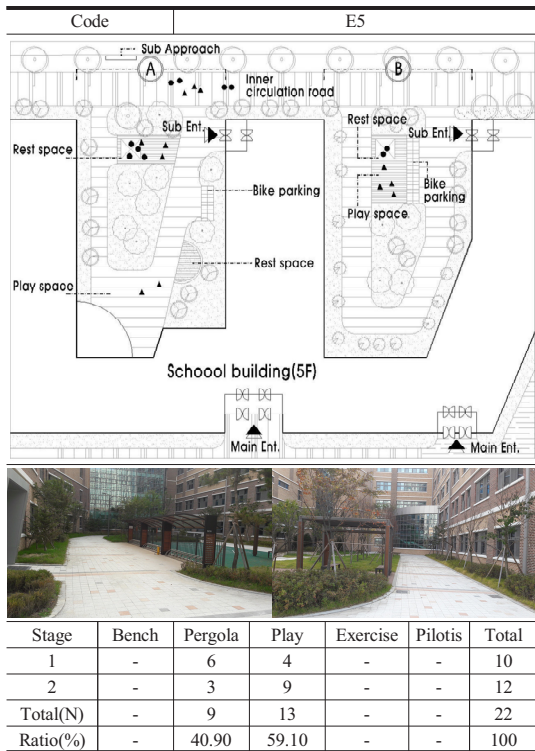 Code E5
Sub Approach
A
B
Inner
circulation road
Rest space
Sub Ent.
Sub Ent.
Rest space
Bike
parking
Bike parking
Play space
Rest space
Play space
Schoool building(5F)
Main Ent.
Main Ent.
Stage Bench Pergola Play Exercise Pilotis Total
1 - 6 4 - - 10
2 - 3 9 - - 12
Total(N) - 9 13 - - 22
Ratio(%) - 40.90 59.10 - - 100